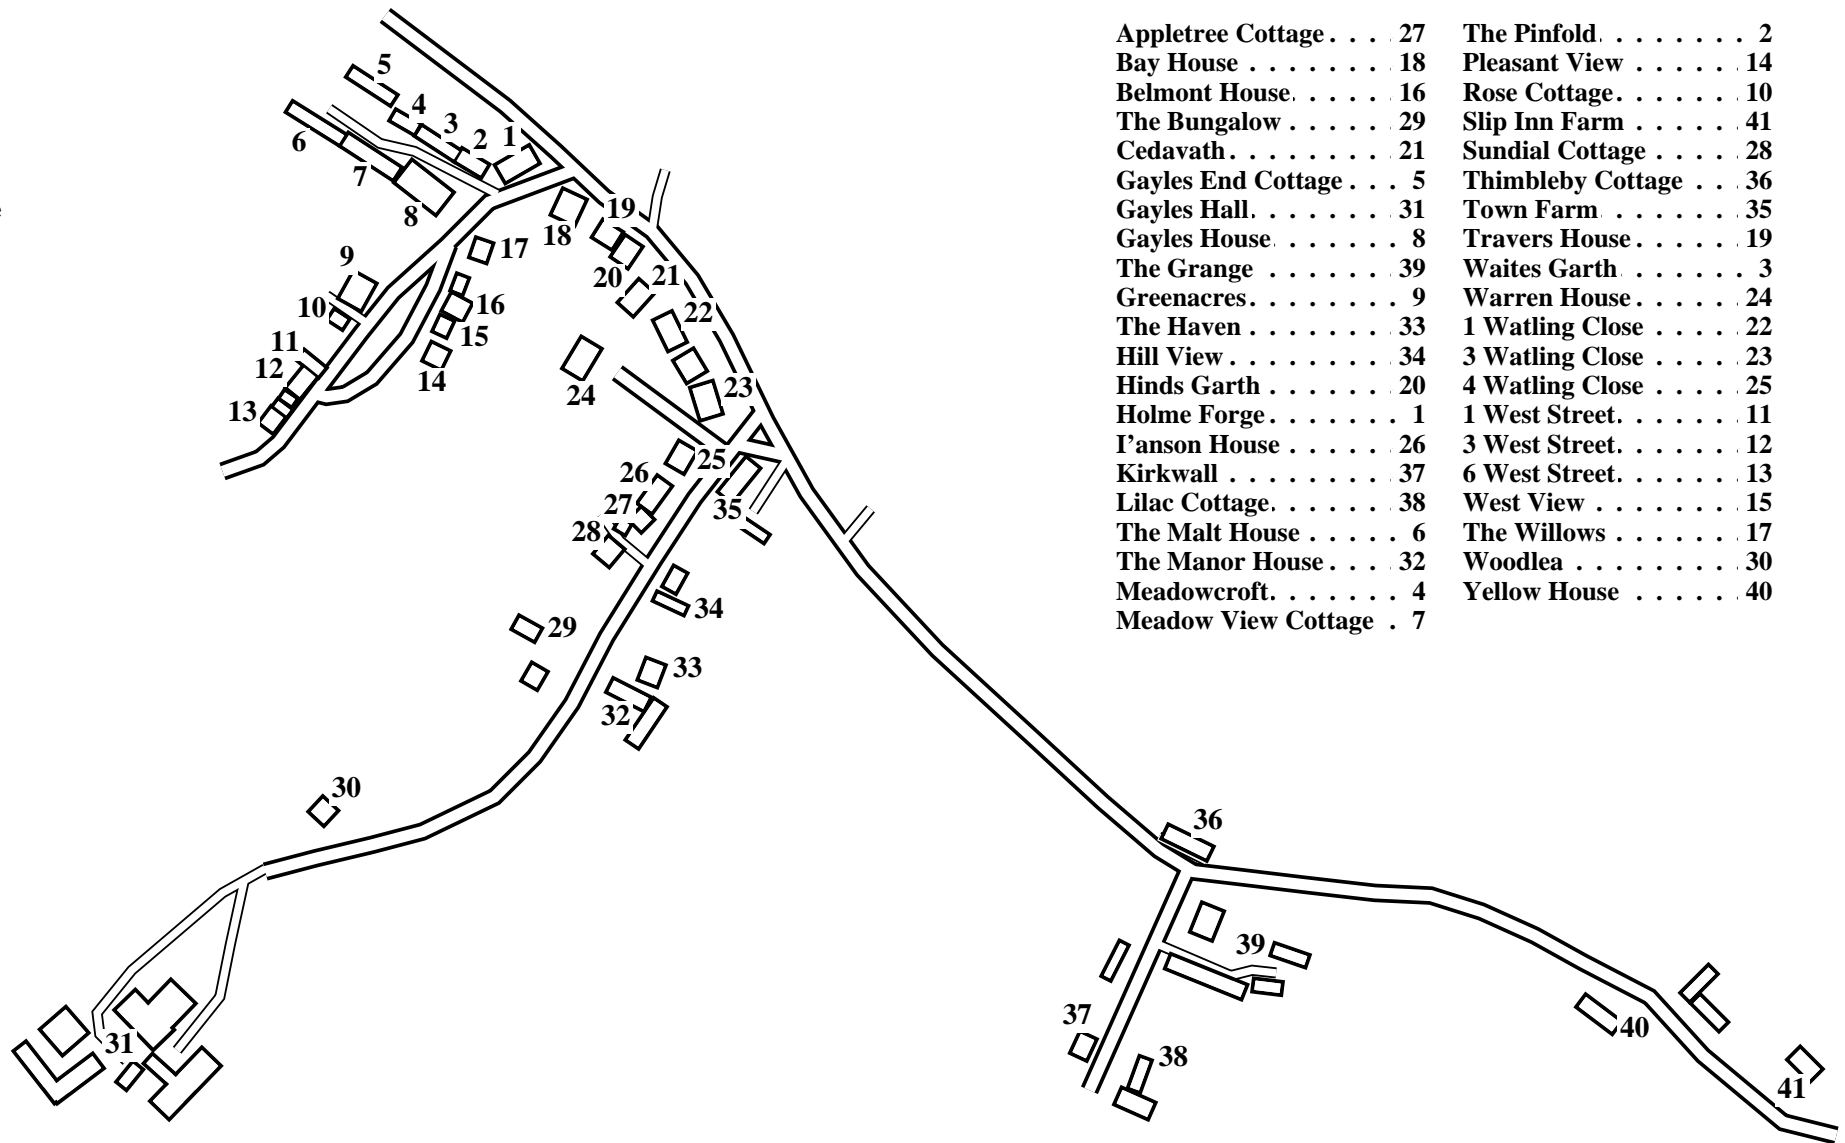 Appletree Cottage . . . . 27
Bay House . . . . . . . . 18
Belmont House . . . . . . 16
The Bungalow . . . . . . 29
Cedavath . . . . . . . . . 21
Gayles End Cottage . . . 5
Gayles Hall . . . . . . . . 31
Gayles House . . . . . . . 8
The Grange . . . . . . . 39
Greenacres . . . . . . . . 9
The Haven . . . . . . . . 33
Hill View . . . . . . . . . 34
Hinds Garth . . . . . . . 20
Holme Forge . . . . . . . 1
I’anson House . . . . . . 26
Kirkwall . . . . . . . . . 37
Lilac Cottage . . . . . . . 38
The Malt House . . . . . 6
The Manor House . . . . 32
Meadowcroft . . . . . . . 4
Meadow View Cottage . 7
The Pinfold . . . . . . . . 2
Pleasant View . . . . . . 14
Rose Cottage . . . . . . . 10
Slip Inn Farm . . . . . . 41
Sundial Cottage . . . . . 28
Thimbleby Cottage . . . 36
Town Farm . . . . . . . . 35
Travers House . . . . . . 19
Waites Garth . . . . . . . 3
Warren House . . . . . . 24
1 Watling Close . . . . . 22
3 Watling Close . . . . . 23
4 Watling Close . . . . . 25
1 West Street . . . . . . . 11
3 West Street . . . . . . . 12
6 West Street . . . . . . . 13
West View . . . . . . . . 15
The Willows . . . . . . . 17
Woodlea . . . . . . . . . 30
Yellow House . . . . . . 40
5
4
3
2
1
6
7
8
19
18
17
9
20
21
10
16
22
15
11
12
14
24
23
13
25
26
27
35
28
34
29
33
32
30
36
39
37
40
31
38
41